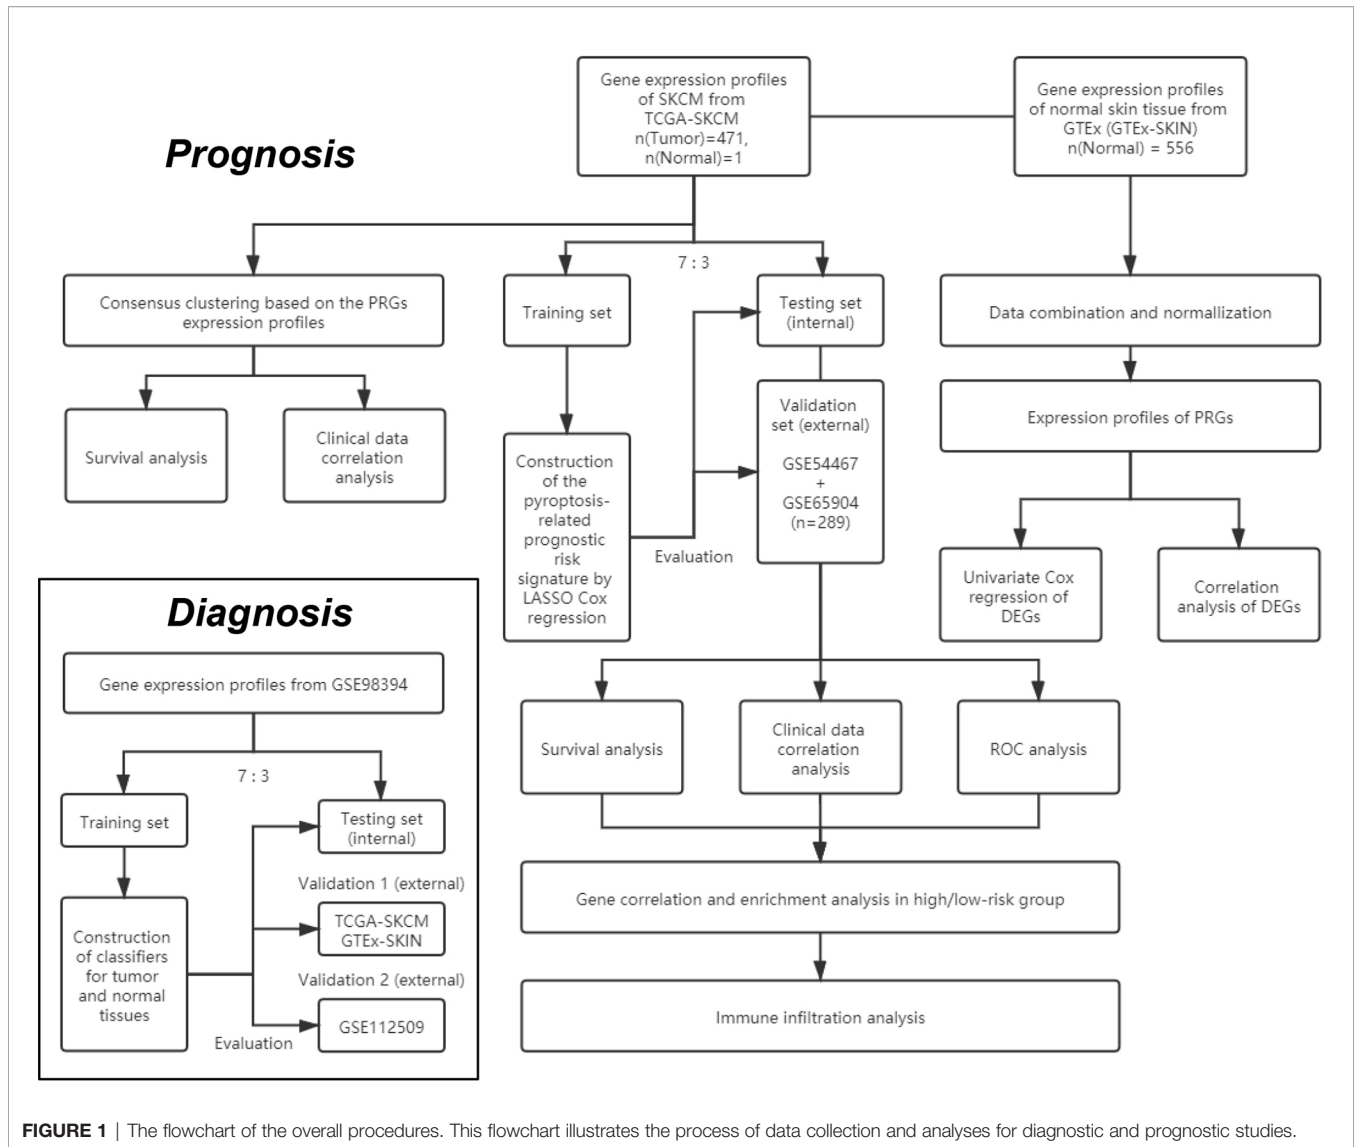 Gene expression profiles
of SKCM from
TCGA-SKCM
n(Tumor)=471,
n(Normal)=1
Gene expression profiles
of normal skin tissue from
GTEx (GTEx-SKIN)
n(Normal) = 556
Prognosis
7 : 3
Consensus clustering based on the PRGs
expression profiles
Training set
Testing set
(internal)
Data combination and normallization
Survival analysis
Clinical data
correlation
analysis
Validation
set (external)
GSE54467
+
GSE65904
(n=289)
Expression profiles of PRGs
Construction
of the
pyroptosis-
related
prognostic
risk
signature by
LASSO Cox
regression
Evaluation
Univariate Cox
regression of
DEGs
Correlation
analysis of DEGs
Survival analysis
Clinical data
correlation
analysis
ROC analysis
Gene correlation and enrichment analysis in high/low-risk group
Immune infiltration analysis
Diagnosis
Gene expression profiles from GSE98394
7 : 3
Training set
Testing set
(internal)
Validation 1 (external)
TCGA-SKCM
GTEx-SKIN
Construction
of classifiers
for tumor
and normal
tissues
Validation 2 (external)
GSE112509
Evaluation
FIGURE 1 | The flowchart of the overall procedures. This flowchart illustrates the process of data collection and analyses for diagnostic and prognostic studies.